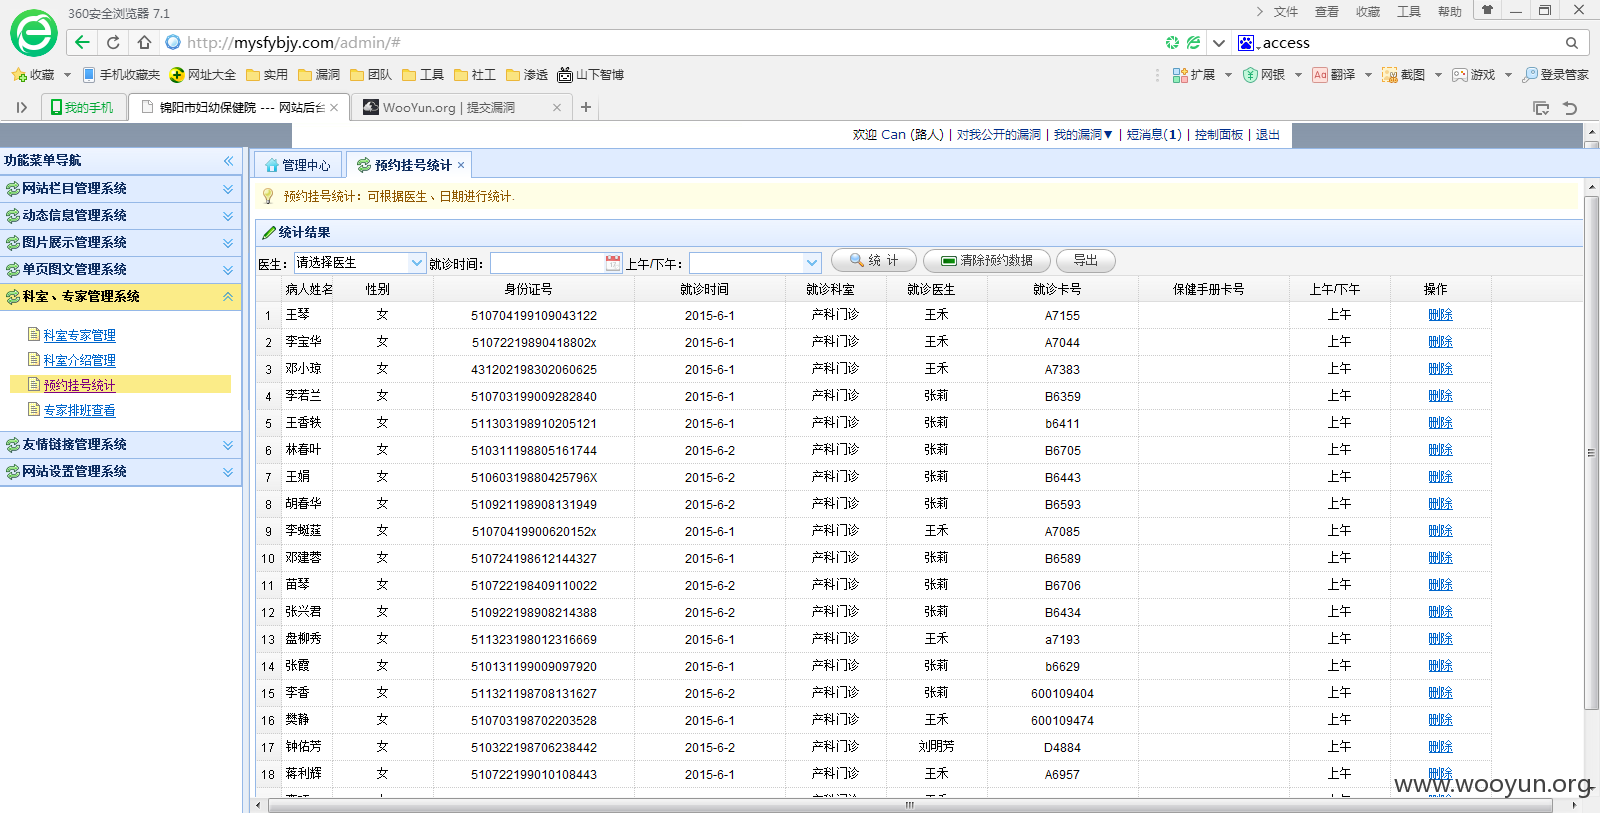 360安全浏览器 7.1
文件 查看 收藏 工具 帮助
http://mysfybjy.com/admin/#
access
收藏 手机收藏夹 网址大全 实用 漏洞 团队 工具 社工 渗透 山下智博 扩展 网银 翻译 截图 游戏 登录管家
我的手机 锦阳市妇幼保健院 --- 网站后台 WooYun.org | 提交漏洞
欢迎 Can (路人) | 对我公开的漏洞 | 我的漏洞▼ | 短消息(1) | 控制面板 | 退出
功能菜单导航
网站栏目管理系统
动态信息管理系统
图片展示管理系统
单页图文管理系统
科室、专家管理系统
科室专家管理
科室介绍管理
预约挂号统计
专家排班查看
友情链接管理系统
网站设置管理系统
管理中心 预约挂号统计
预约挂号统计：可根据医生、日期进行统计.
统计结果
医生： 请选择医生 就诊时间： 上午/下午： 统 计 清除预约数据 导出
病人姓名 性别 身份证号 就诊时间 就诊科室 就诊医生 就诊卡号 保健手册卡号 上午/下午 操作
1 王琴 女 510704199109043122 2015-6-1 产科门诊 王禾 A7155 上午 删除
2 李宝华 女 51072219890418802x 2015-6-1 产科门诊 王禾 A7044 上午 删除
3 邓小琼 女 431202198302060625 2015-6-1 产科门诊 王禾 A7383 上午 删除
4 李若兰 女 510703199009282840 2015-6-1 产科门诊 张莉 B6359 上午 删除
5 王香轶 女 511303198910205121 2015-6-1 产科门诊 张莉 b6411 上午 删除
6 林春叶 女 510311198805161744 2015-6-2 产科门诊 张莉 B6705 上午 删除
7 王娟 女 51060319880425796X 2015-6-2 产科门诊 张莉 B6443 上午 删除
8 胡春华 女 510921198908131949 2015-6-2 产科门诊 张莉 B6593 上午 删除
9 李蜓莛 女 51070419900620152x 2015-6-1 产科门诊 王禾 A7085 上午 删除
10 邓建蓉 女 510724198612144327 2015-6-1 产科门诊 张莉 B6589 上午 删除
11 苗琴 女 510722198409110022 2015-6-2 产科门诊 张莉 B6706 上午 删除
12 张兴君 女 510922198908214388 2015-6-2 产科门诊 张莉 B6434 上午 删除
13 盘柳秀 女 511323198012316669 2015-6-1 产科门诊 王禾 a7193 上午 删除
14 张霞 女 510131199009097920 2015-6-1 产科门诊 张莉 b6629 上午 删除
15 李香 女 511321198708131627 2015-6-2 产科门诊 张莉 600109404 上午 删除
16 樊静 女 510703198702203528 2015-6-1 产科门诊 王禾 600109474 上午 删除
17 钟佑芳 女 510322198706238442 2015-6-2 产科门诊 刘明芳 D4884 上午 删除
18 蒋利辉 女 510722199010108443 2015-6-1 产科门诊 王禾 A6957 上午 删除
www.wooyun.org